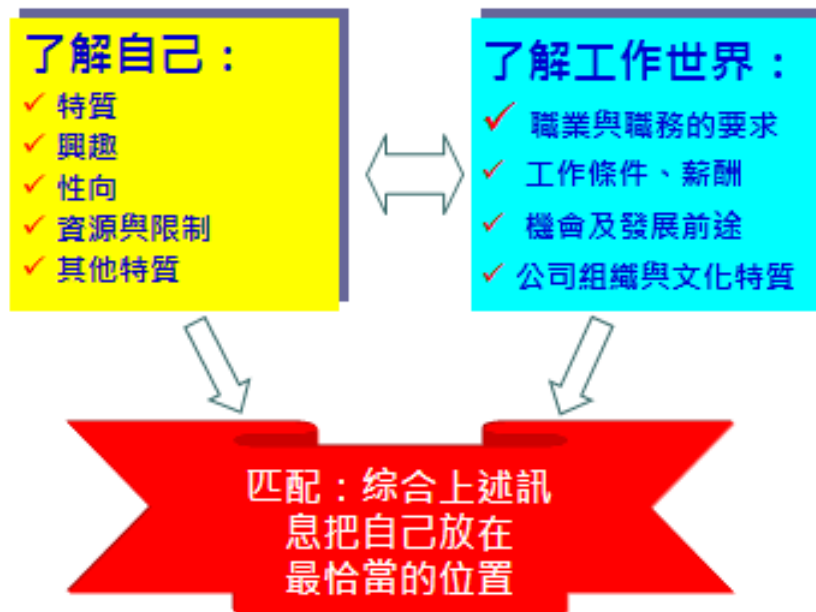 了解自己：
特質
興趣
性向
資源與限制
其他特質
了解工作世界：
職業與職務的要求
工作條件、薪酬
機會及發展前途
公司組織與文化特質
匹配：综合上述訊
息把自己放在
最恰當的位置